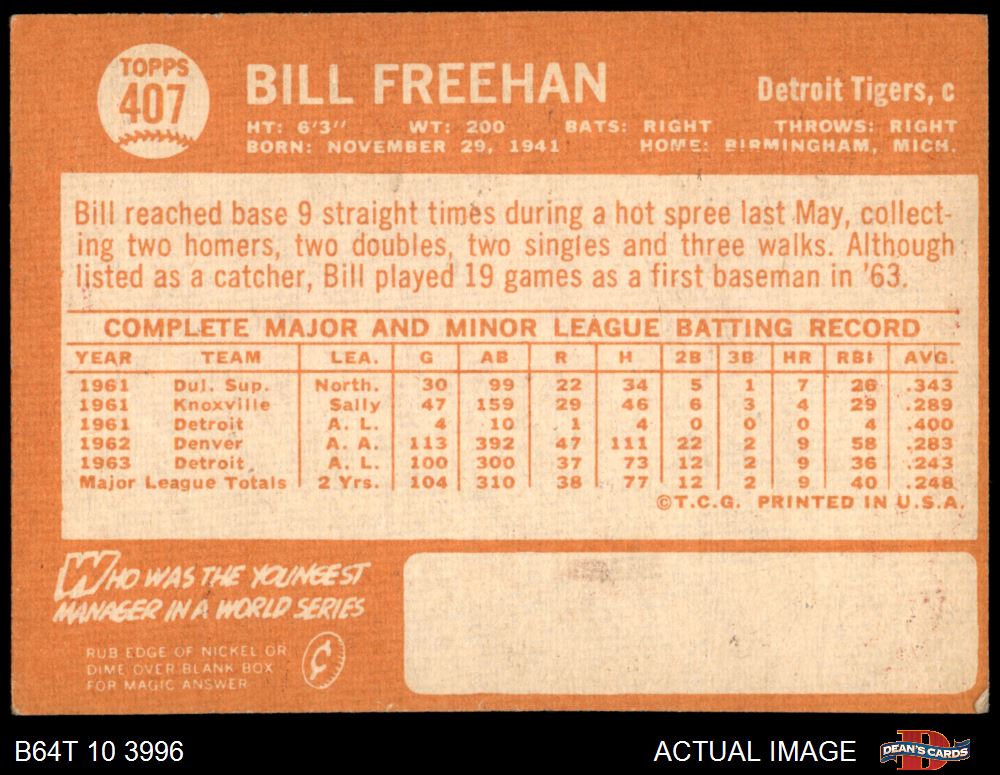 TOPPS
407
BILL FREEHAN
Detroit Tigers, c
HT: 6'3" WT: 200 BATS: RIGHT THROWS: RIGHT
BORN: NOVEMBER 29, 1941 HOME: BIRMINGHAM, MICH.
Bill reached base 9 straight times during a hot spree last May, collect-
ing two homers, two doubles, two singles and three walks. Although
listed as a catcher, Bill played 19 games as a first baseman in '63.
COMPLETE MAJOR AND MINOR LEAGUE BATTING RECORD
YEAR TEAM LEA. G AB R H 2B 3B HR RBI AVG.
1961 Dul. Sup. North. 30 99 22 34 5 1 7 26 .343
1961 Knoxville Sally 47 159 29 46 6 3 4 29 .289
1961 Detroit A. L. 4 10 1 4 0 0 0 4 .400
1962 Denver A. A. 113 392 47 111 22 2 9 58 .283
1963 Detroit A. L. 100 300 37 73 12 2 9 36 .243
Major League Totals 2 Yrs. 104 310 38 77 12 2 9 40 .248
©T.C.G. PRINTED IN U.S.A.
WHO WAS THE YOUNGEST
MANAGER IN A WORLD SERIES
RUB EDGE OF NICKEL OR
DIME OVER BLANK BOX
FOR MAGIC ANSWER
¢
B64T 10 3996
ACTUAL IMAGE
D
DEAN'S CARDS